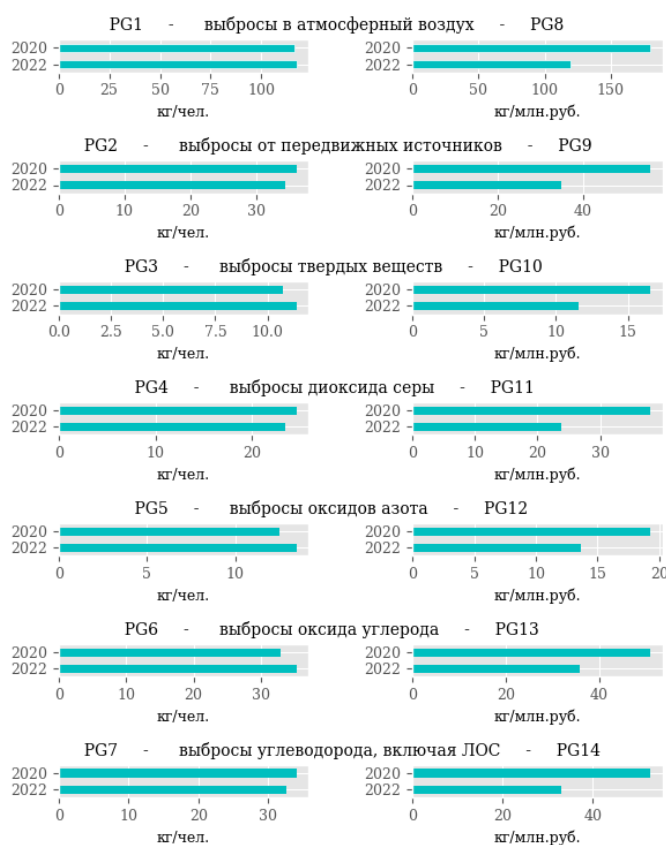 PG1 - выбросы в атмосферный воздух - PG8
2020 2020
2022 2022
0 25 50 75 100 0 50 100 150
кг/чел. кг/млн.руб.
PG2 - выбросы от передвижных источников - PG9
2020 2020
2022 2022
0 10 20 30 0 20 40
кг/чел. кг/млн.руб.
PG3 - выбросы твердых веществ - PG10
2020 2020
2022 2022
0.0 2.5 5.0 7.5 10.0 0 5 10 15
кг/чел. кг/млн.руб.
PG4 - выбросы диоксида серы - PG11
2020 2020
2022 2022
0 10 20 0 10 20 30
кг/чел. кг/млн.руб.
PG5 - выбросы оксидов азота - PG12
2020 2020
2022 2022
0 5 10 0 5 10 15 20
кг/чел. кг/млн.руб.
PG6 - выбросы оксида углерода - PG13
2020 2020
2022 2022
0 10 20 30 0 20 40
кг/чел. кг/млн.руб.
PG7 - выбросы углеводорода, включая ЛОС - PG14
2020 2020
2022 2022
0 10 20 30 0 20 40
кг/чел. кг/млн.руб.